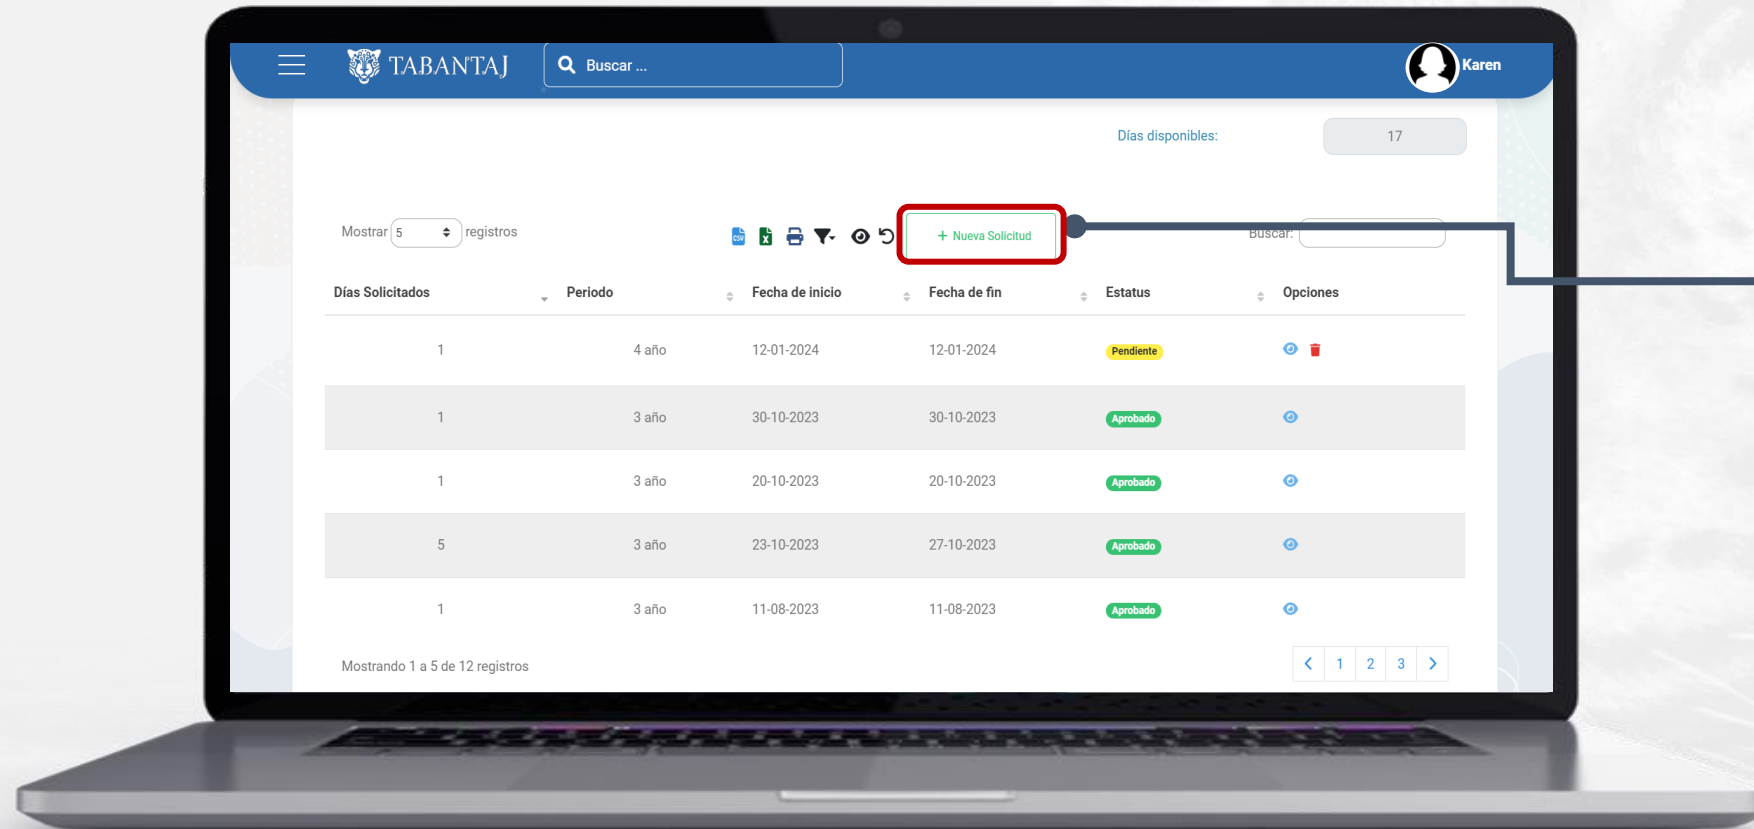 TABANTAJ
Buscar ...
Karen
Días disponibles: 17
Mostrar 5 registros
CSV
+ Nueva Solicitud
Buscar:
Días Solicitados Periodo Fecha de inicio Fecha de fin Estatus Opciones
1 4 año 12-01-2024 12-01-2024 Pendiente
1 3 año 30-10-2023 30-10-2023 Aprobado
1 3 año 20-10-2023 20-10-2023 Aprobado
5 3 año 23-10-2023 27-10-2023 Aprobado
1 3 año 11-08-2023 11-08-2023 Aprobado
Mostrando 1 a 5 de 12 registros
1 2 3